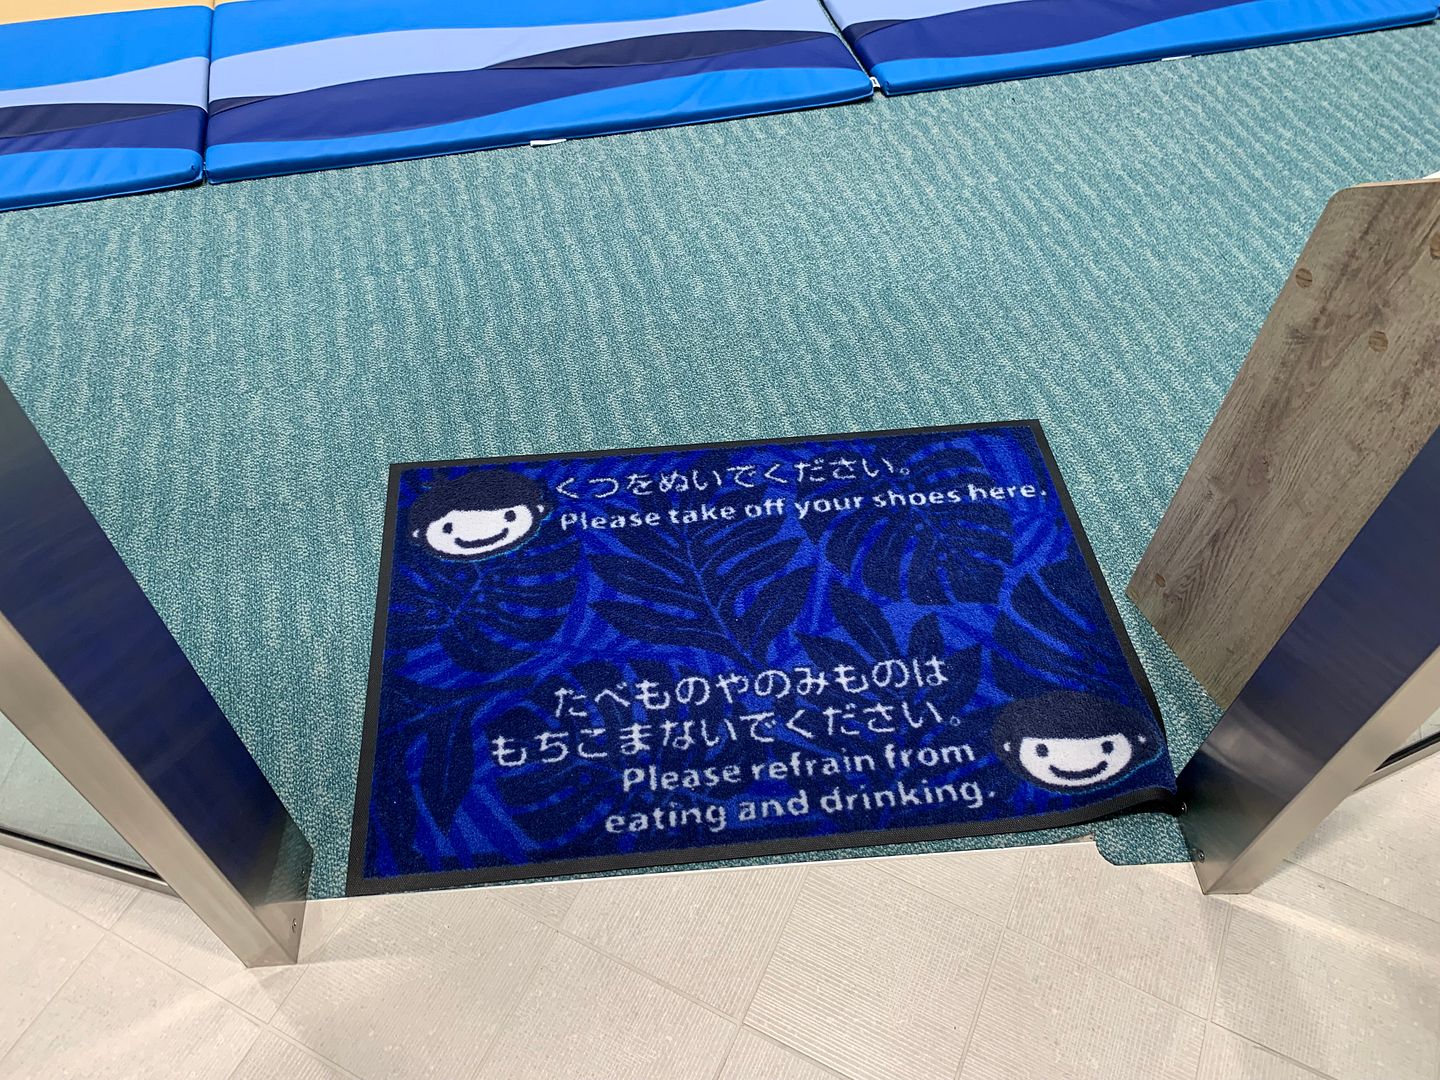 くつをぬいでください。
Please take off your shoes here.
たべものやのみものは
もちこまないでください。
Please refrain from
eating and drinking.